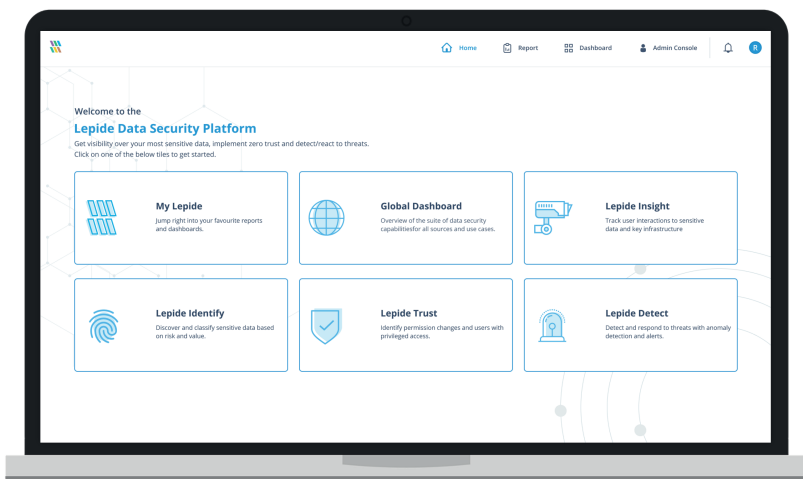 Home
Report
Dashboard
Admin Console
R
Welcome to the
Lepide Data Security Platform
Get visibility over your most sensitive data, implement zero trust and detect/react to threats.
Click on one of the below tiles to get started.
My Lepide
Jump right into your favourite reports
and dashboards.
Global Dashboard
Overview of the suite of data security
capabilitiesfor all sources and use cases.
Lepide Insight
Track user interactions to sensitive
data and key infrastructure
Lepide Identify
Discover and classify sensitive data based
on risk and value.
Lepide Trust
Identify permission changes and users with
privileged access.
Lepide Detect
Detect and respond to threats with anomaly
detection and alerts.